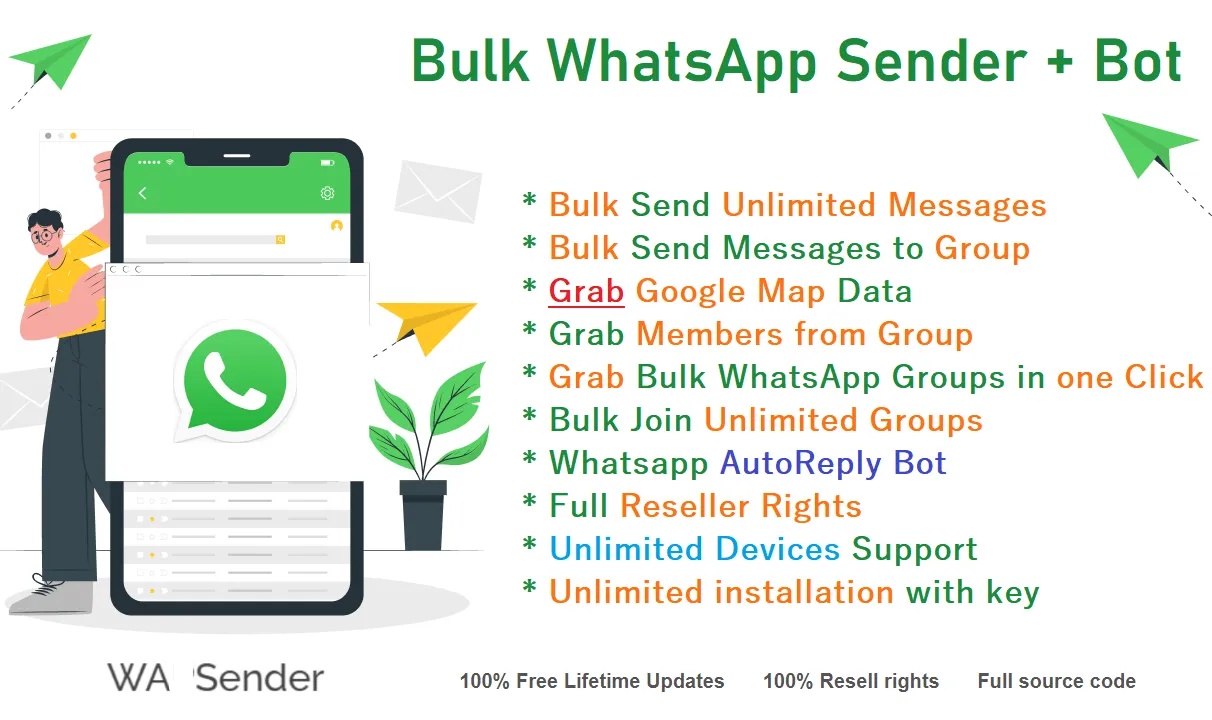 Bulk WhatsApp Sender + Bot
* Bulk Send Unlimited Messages
* Bulk Send Messages to Group
* Grab Google Map Data
* Grab Members from Group
* Grab Bulk WhatsApp Groups in one Click
* Bulk Join Unlimited Groups
* Whatsapp AutoReply Bot
* Full Reseller Rights
* Unlimited Devices Support
* Unlimited installation with key
WA Sender
100% Free Lifetime Updates 100% Resell rights Full source code